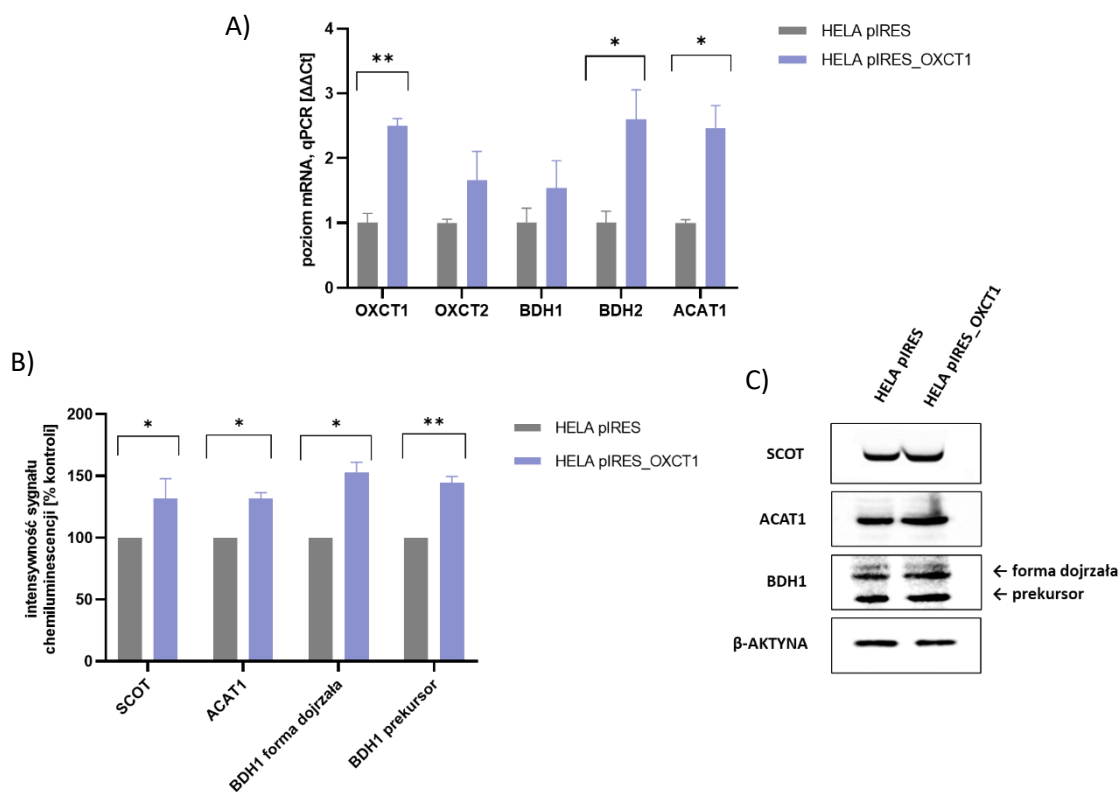 A)
poziom mRNA, qPCR [ΔΔCt]
4
3
2
1
0
**
*
*
OXCT1
OXCT2
BDH1
BDH2
ACAT1
HELA pIRES
HELA pIRES_OXCT1
B)
intensywność sygnału
chemiluminescencji [% kontroli]
200
150
100
50
0
*
*
*
**
SCOT
ACAT1
BDH1 forma dojrzała
BDH1 prekursor
HELA pIRES
HELA pIRES_OXCT1
C)
HELA pIRES
HELA pIRES_OXCT1
SCOT
ACAT1
BDH1
← forma dojrzała
← prekursor
β-AKTYNA